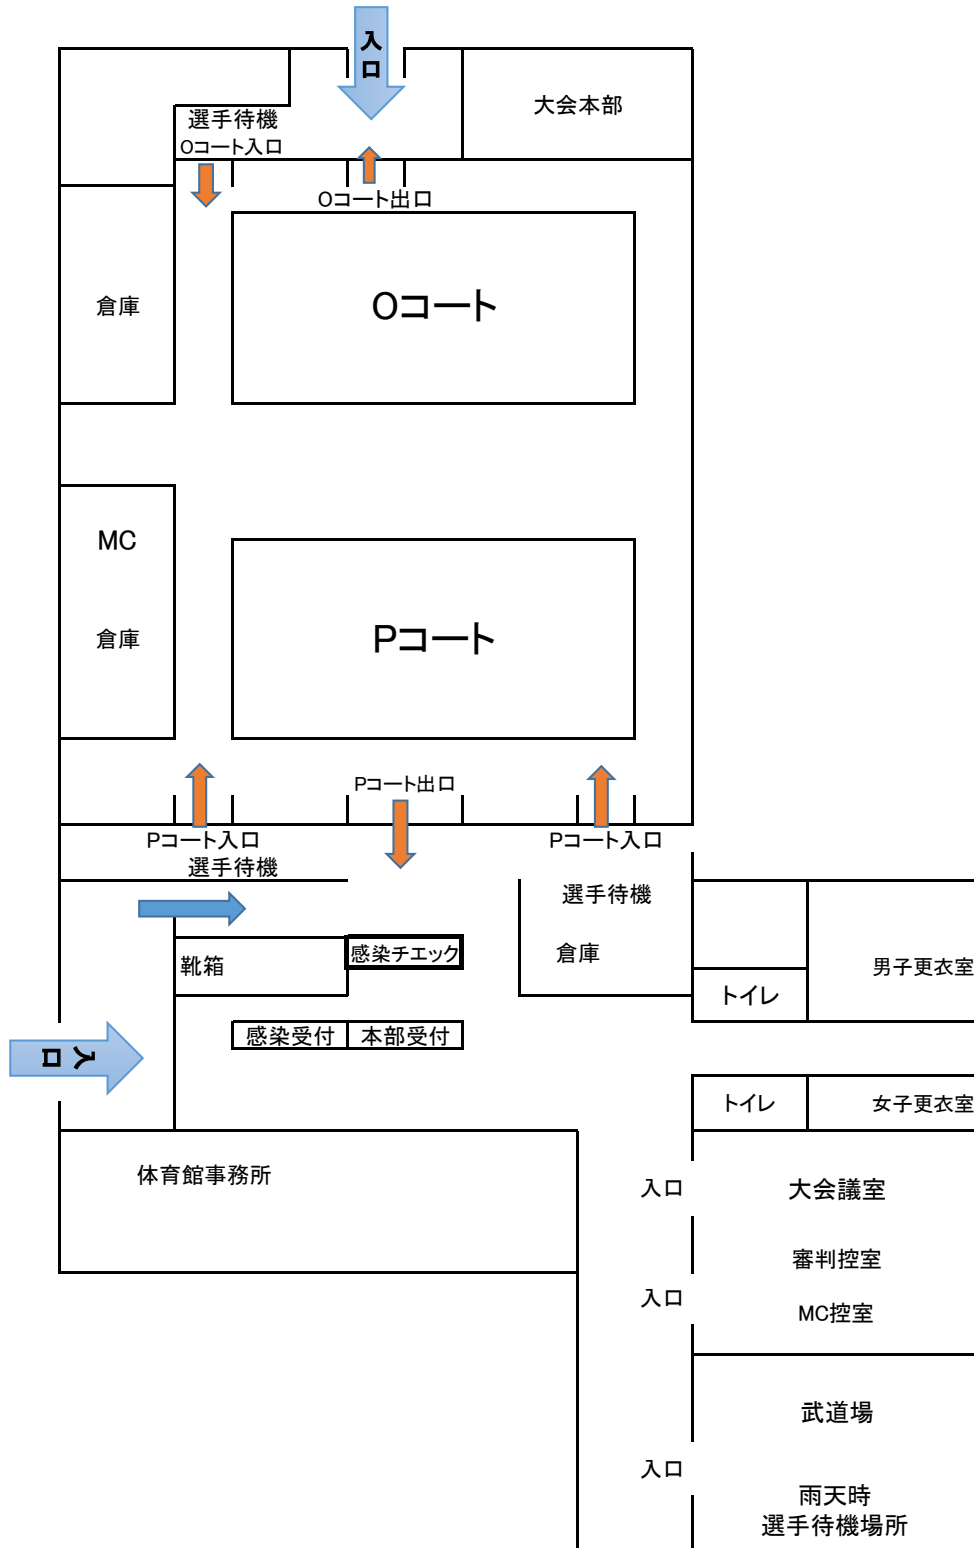 入口
大会本部
選手待機
Oコート入口
Oコート出口
倉庫
Oコート
MC
倉庫
Pコート
Pコート出口
Pコート入口
選手待機
Pコート入口
選手待機
倉庫
靴箱
感染チエック
男子更衣室
トイレ
感染受付
本部受付
入口
トイレ
女子更衣室
体育館事務所
入口
大会議室
審判控室
入口
MC控室
武道場
入口
雨天時
選手待機場所